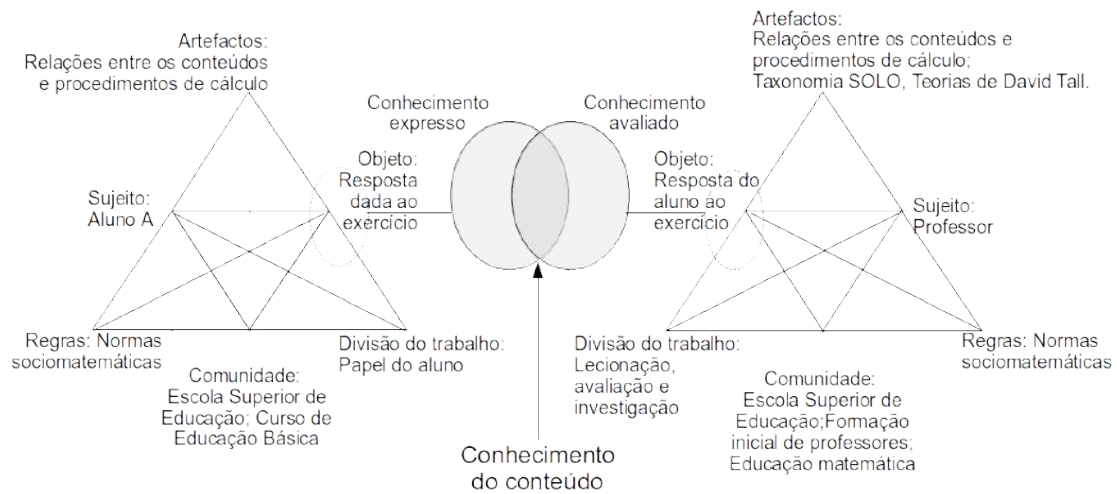 Artefactos:
Relações entre os conteúdos
e procedimentos de cálculo
Sujeito:
Aluno A
Objeto:
Resposta
dada ao
exercício
Regras: Normas
sociomatemáticas
Comunidade:
Escola Superior de
Educação; Curso de
Educação Básica
Divisão do trabalho:
Papel do aluno
Conhecimento
expresso
Conhecimento
avaliado
Conhecimento
do conteúdo
Artefactos:
Relações entre os conteúdos e
procedimentos de cálculo;
Taxonomia SOLO, Teorias de David Tall.
Objeto:
Resposta do
aluno ao
exercício
Sujeito:
Professor
Divisão do trabalho:
Lecionação,
avaliação e
investigação
Comunidade:
Escola Superior de
Educação;Formação
inicial de professores;
Educação matemática
Regras: Normas
sociomatemáticas